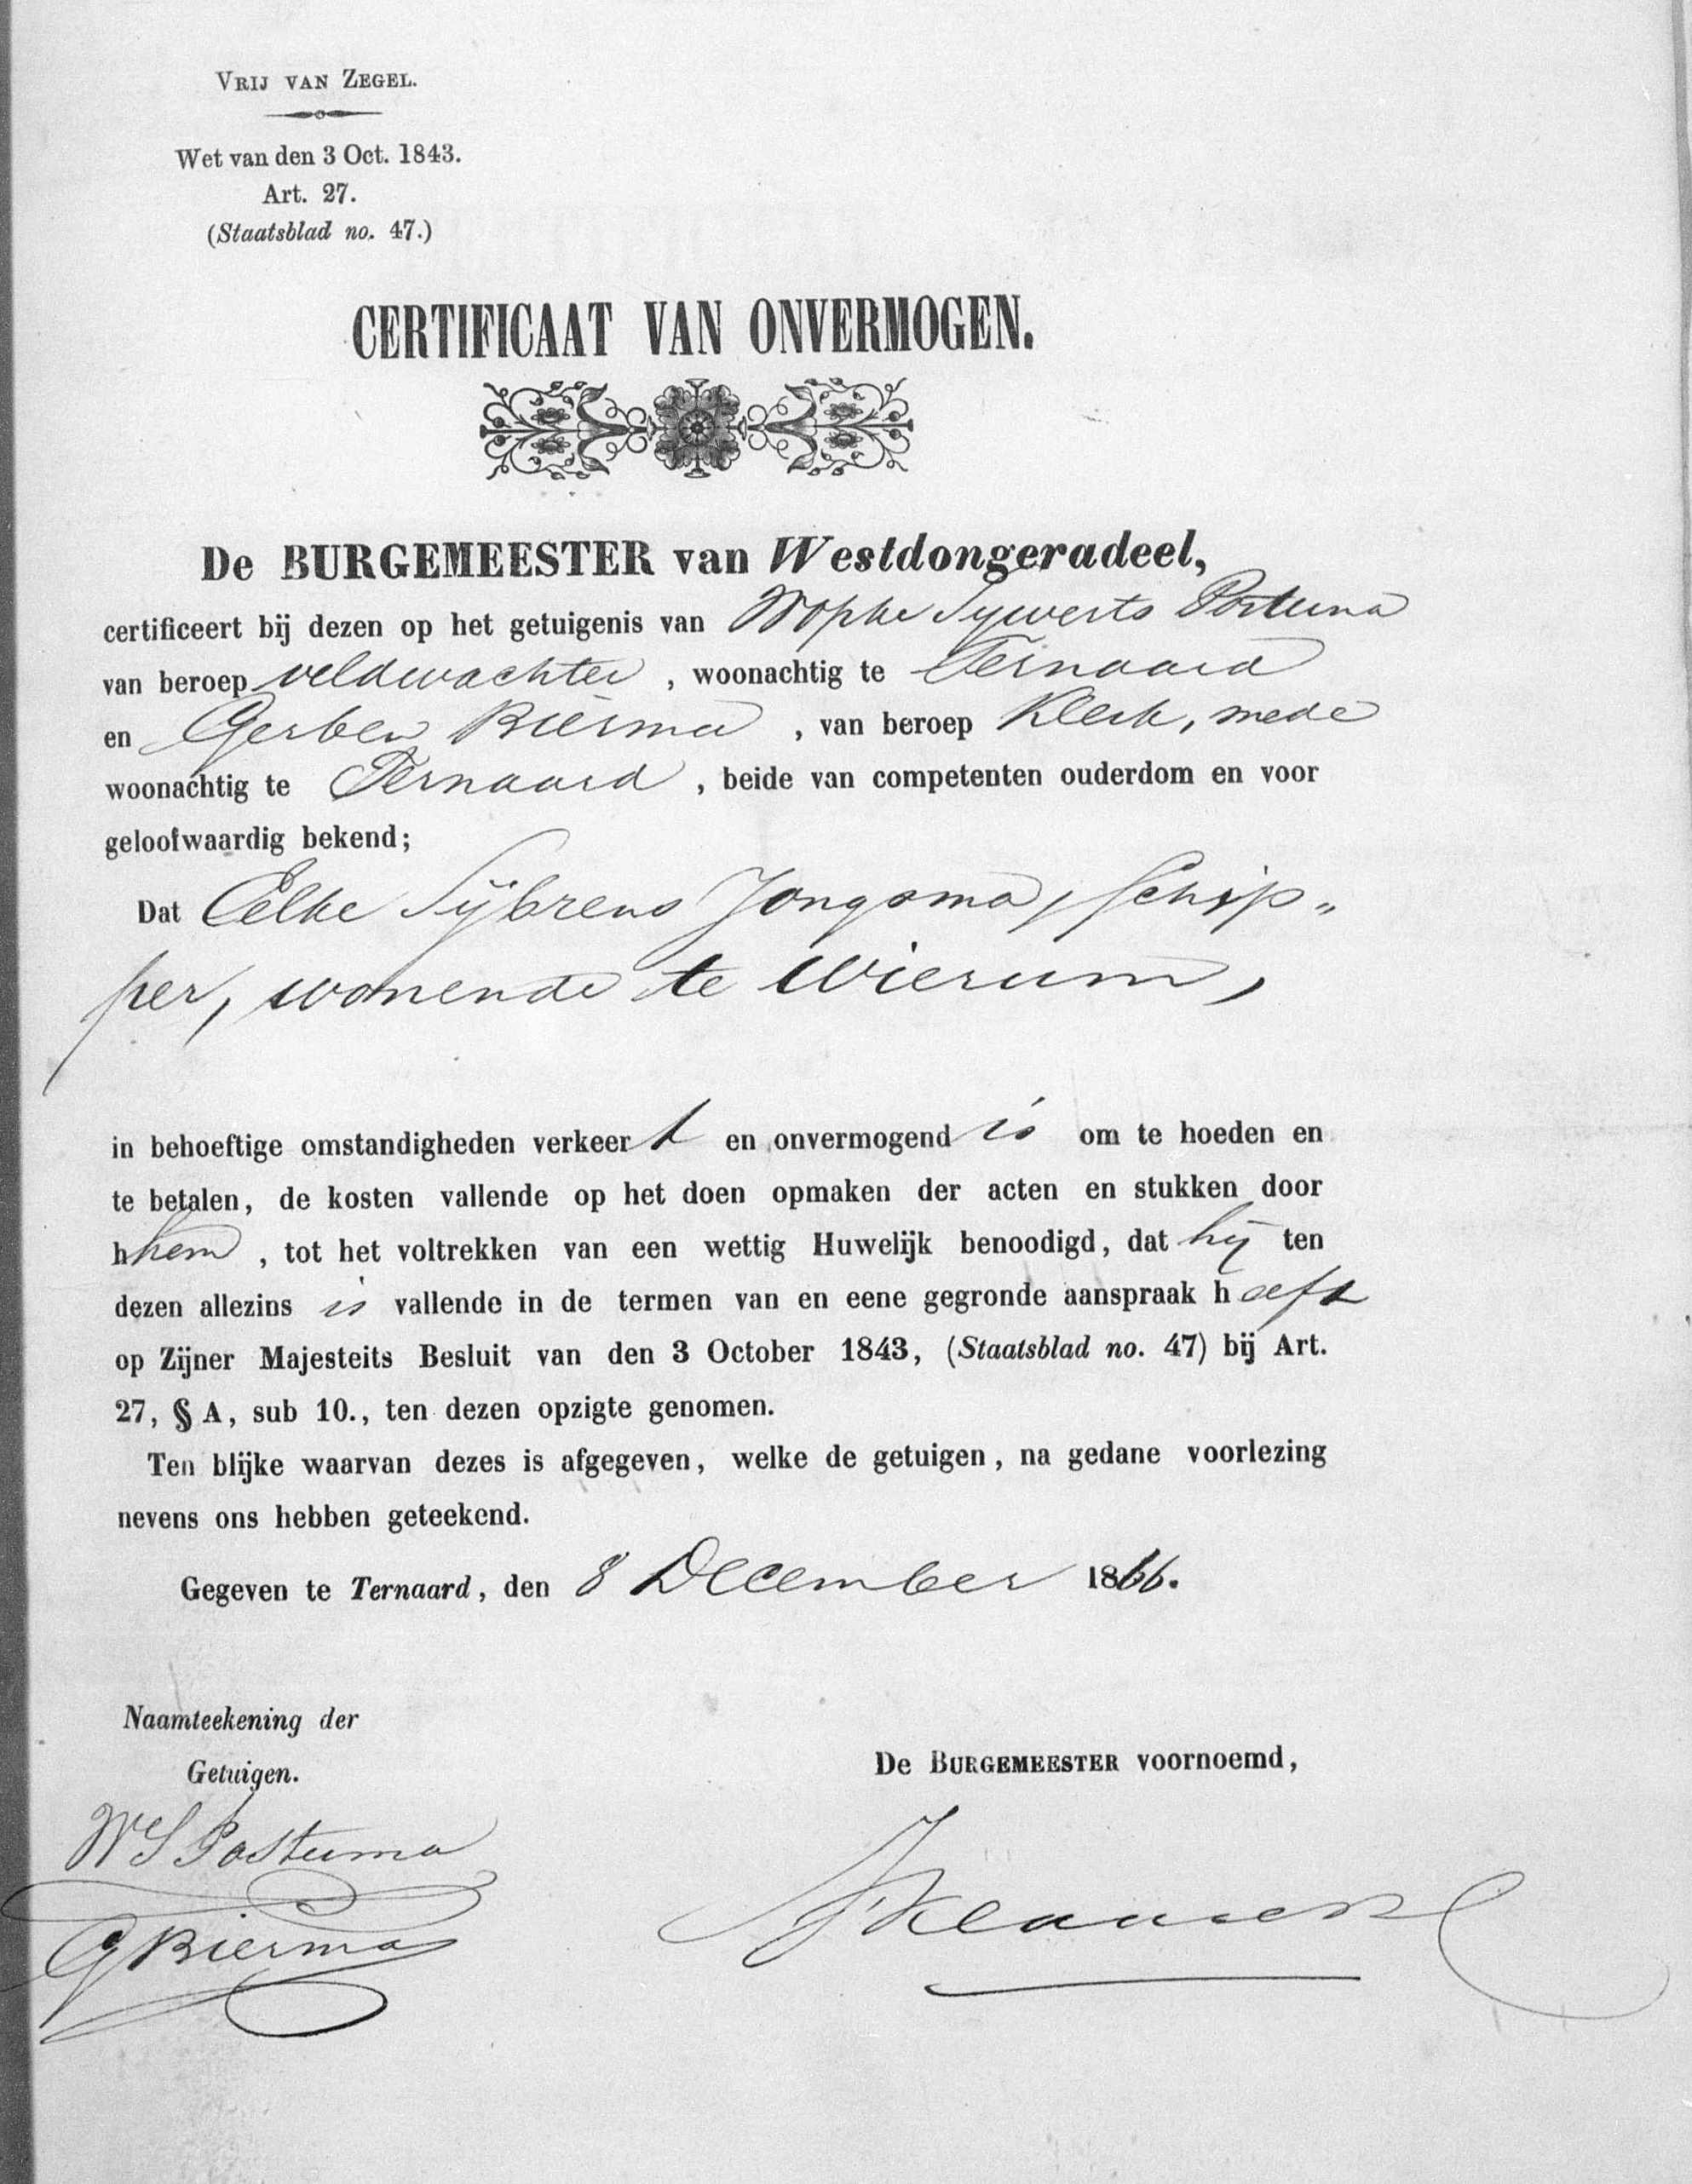 VRIJ VAN ZEGEL.
Wet van den 3 Oct. 1843.
Art. 27.
(Staatsblad no. 47.)
CERTIFICAAT VAN ONVERMOGEN.
De BURGEMEESTER van Westdongeradeel,
certificeert bij dezen op het getuigenis van Wopke Sywerts Postuma
van beroep veldwachter, woonachtig te Ternaard
en Gerben Biersma, van beroep Klerk, mede
woonachtig te Ternaard, beide van competenten ouderdom en voor
geloofwaardig bekend;
Dat Eelke Sijbrens Jongsma, schip„
per, wonende te Wierum,
in behoeftige omstandigheden verkeert en onvermogend is om te hoeden en
te betalen, de kosten vallende op het doen opmaken der acten en stukken door
hhem, tot het voltrekken van een wettig Huwelijk benoodigd, dat hij ten
dezen allezins is vallende in de termen van en eene gegronde aanspraak heeft
op Zijner Majesteits Besluit van den 3 October 1843, (Staatsblad no. 47) bij Art.
27, § A, sub 10., ten dezen opzigte genomen.
Ten blijke waarvan dezes is afgegeven, welke de getuigen, na gedane voorlezing
nevens ons hebben geteekend.
Gegeven te Ternaard, den 8 December 1866.
Naamteekening der
Getuigen.
De BURGEMEESTER voornoemd,
WS Postuma
G Biersma